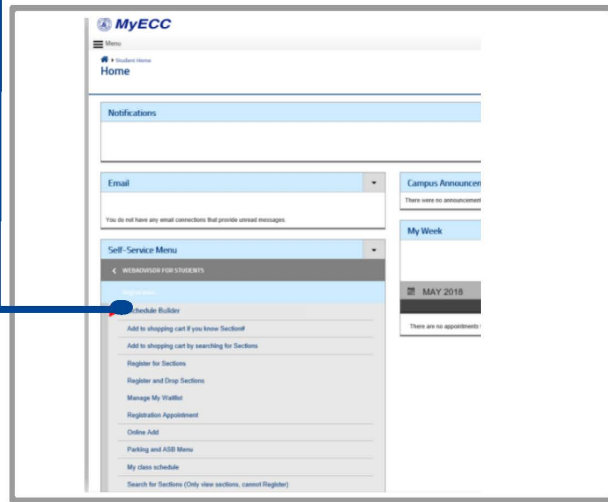 MyECC
Menu
Student Home
Home
Notifications
Email
You do not have any email connections that provide unread messages.
Campus Announcen
There were no announcement
My Week
MAY 2018
There are no appointments
Self-Service Menu
WEBADVISOR FOR STUDENTS
Registration
chedule Builder
Add to shopping cart if you know Section#
Add to shopping cart by searching for Sections
Register for Sections
Register and Drop Sections
Manage My Waitlist
Registration Appointment
Online Add
Parking and ASB Menu
My class schedule
Search for Sections (Only view sections, cannot Register)